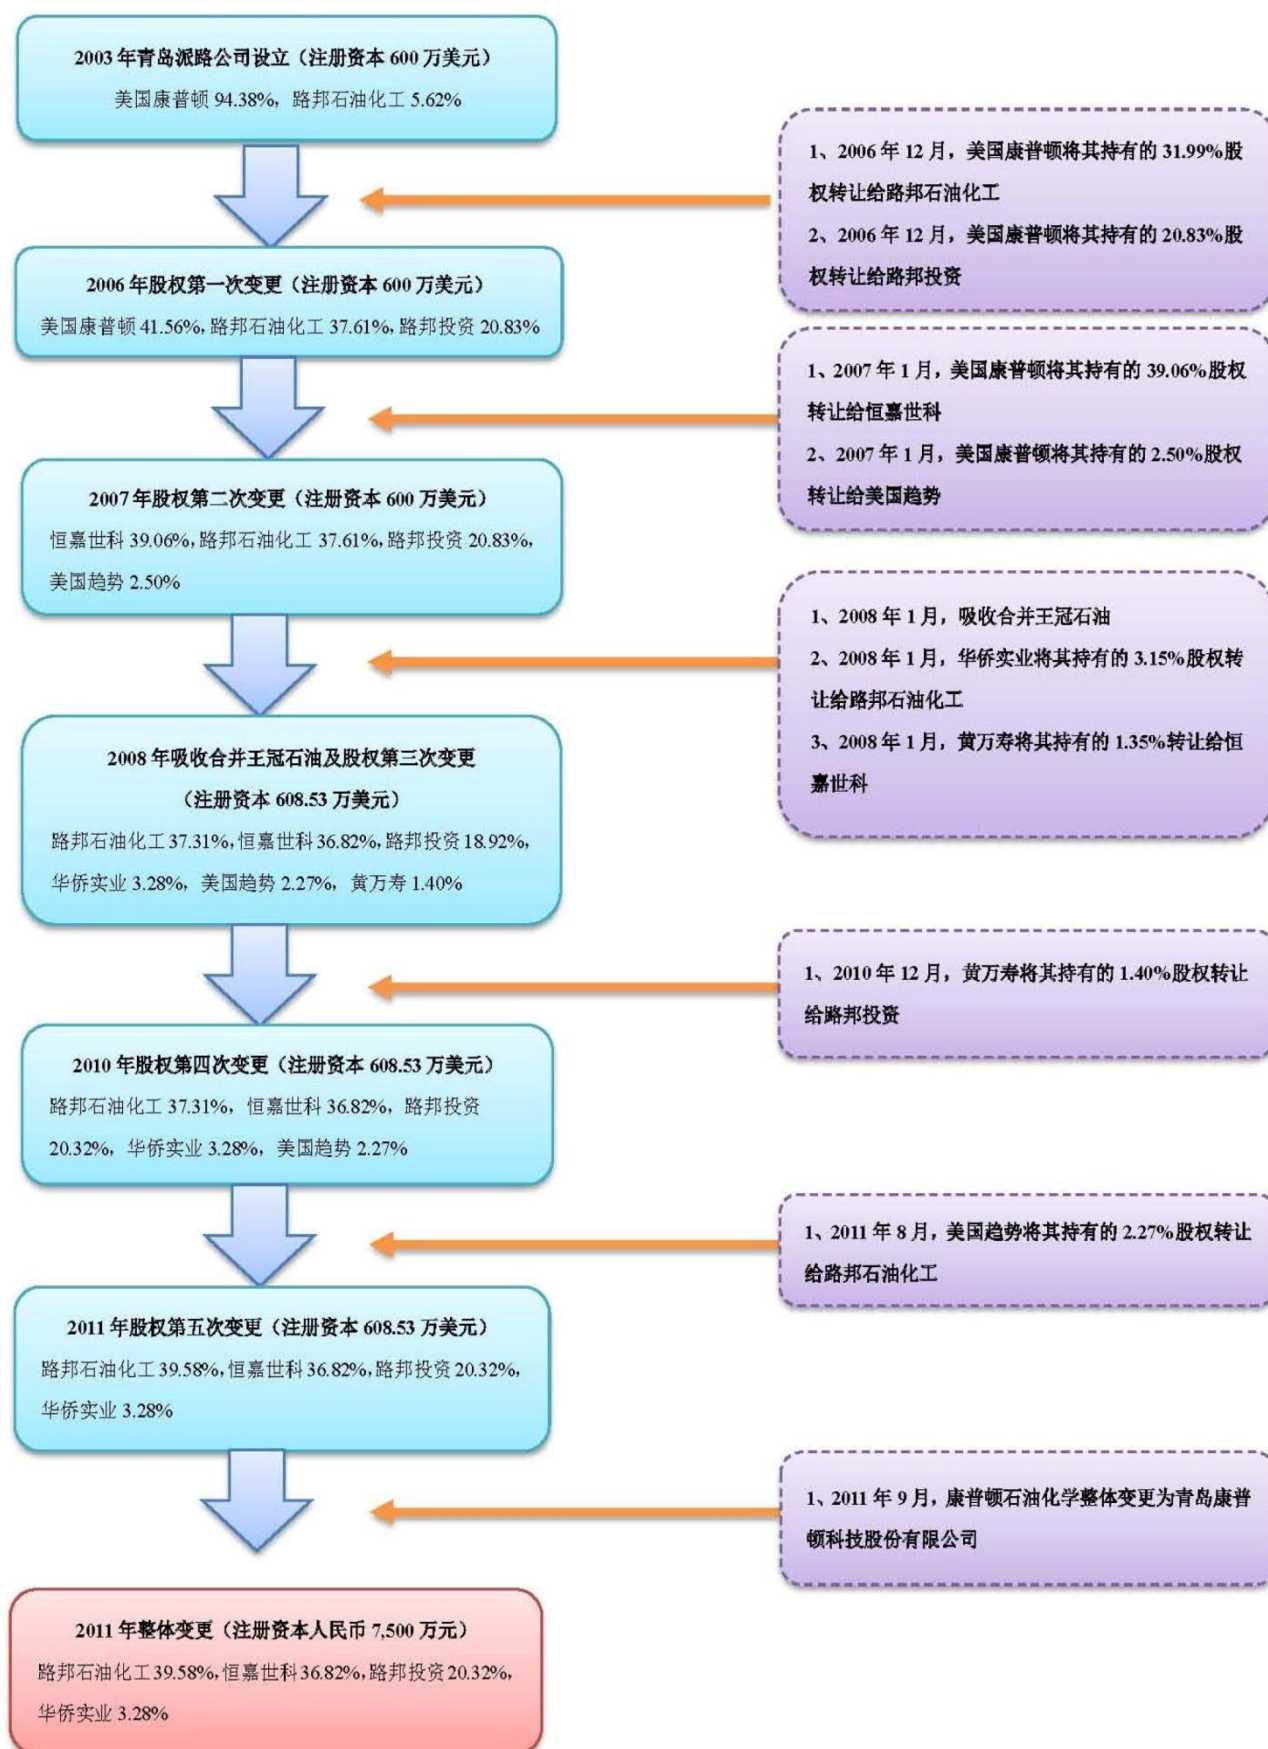 2003 年青岛派路公司设立（注册资本 600 万美元）
美国康普顿 94.38%，路邦石油化工 5.62%
1、2006 年 12 月，美国康普顿将其持有的 31.99%股
权转让给路邦石油化工
2、2006 年 12 月，美国康普顿将其持有的 20.83%股
权转让给路邦投资
2006 年股权第一次变更（注册资本 600 万美元）
美国康普顿 41.56%，路邦石油化工 37.61%，路邦投资 20.83%
1、2007 年 1 月，美国康普顿将其持有的 39.06%股权
转让给恒嘉世科
2、2007 年 1 月，美国康普顿将其持有的 2.50%股权
转让给美国趋势
2007 年股权第二次变更（注册资本 600 万美元）
恒嘉世科 39.06%，路邦石油化工 37.61%，路邦投资 20.83%，
美国趋势 2.50%
1、2008 年 1 月，吸收合并王冠石油
2、2008 年 1 月，华侨实业将其持有的 3.15%股权转
让给路邦石油化工
3、2008 年 1 月，黄万寿将其持有的 1.35%转让给恒
嘉世科
2008 年吸收合并王冠石油及股权第三次变更
（注册资本 608.53 万美元）
路邦石油化工 37.31%，恒嘉世科 36.82%，路邦投资 18.92%，
华侨实业 3.28%，美国趋势 2.27%，黄万寿 1.40%
1、2010 年 12 月，黄万寿将其持有的 1.40%股权转让
给路邦投资
2010 年股权第四次变更（注册资本 608.53 万美元）
路邦石油化工 37.31%，恒嘉世科 36.82%，路邦投资
20.32%，华侨实业 3.28%，美国趋势 2.27%
1、2011 年 8 月，美国趋势将其持有的 2.27%股权转让
给路邦石油化工
2011 年股权第五次变更（注册资本 608.53 万美元）
路邦石油化工 39.58%，恒嘉世科 36.82%，路邦投资 20.32%，
华侨实业 3.28%
1、2011 年 9 月，康普顿石油化学整体变更为青岛康普
顿科技股份有限公司
2011 年整体变更（注册资本人民币 7,500 万元）
路邦石油化工 39.58%，恒嘉世科 36.82%，路邦投资 20.32%，
华侨实业 3.28%